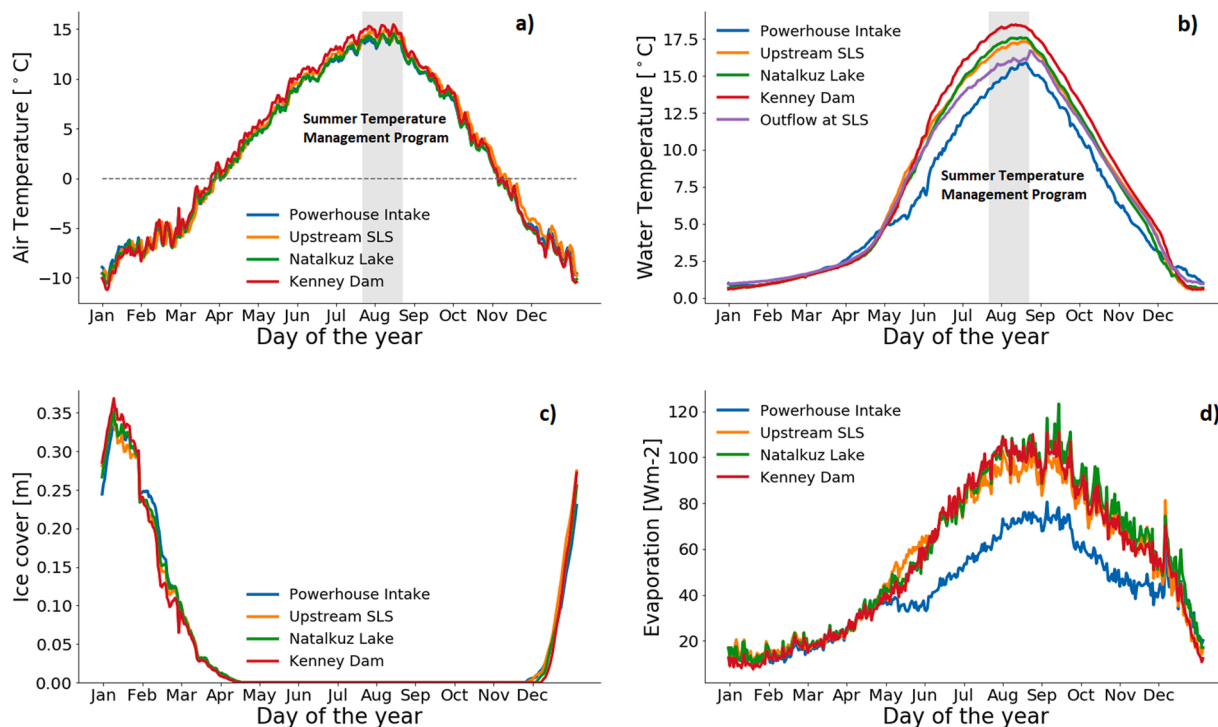 a)
Air Temperature [ ° C]
15
10
5
0
−5
−10
Summer Temperature
Management Program
Powerhouse Intake
Upstream SLS
Natalkuz Lake
Kenney Dam
Jan Feb Mar Apr May Jun Jul Aug Sep Oct Nov Dec
Day of the year
b)
Water Temperature [ ° C]
17.5
15.0
12.5
10.0
7.5
5.0
2.5
0.0
Powerhouse Intake
Upstream SLS
Natalkuz Lake
Kenney Dam
Outflow at SLS
Summer Temperature
Management Program
Jan Feb Mar Apr May Jun Jul Aug Sep Oct Nov Dec
Day of the year
c)
Ice cover [m]
0.35
0.30
0.25
0.20
0.15
0.10
0.05
0.00
Powerhouse Intake
Upstream SLS
Natalkuz Lake
Kenney Dam
Jan Feb Mar Apr May Jun Jul Aug Sep Oct Nov Dec
Day of the year
d)
Evaporation [Wm-2]
120
100
80
60
40
20
Powerhouse Intake
Upstream SLS
Natalkuz Lake
Kenney Dam
Jan Feb Mar Apr May Jun Jul Aug Sep Oct Nov Dec
Day of the year